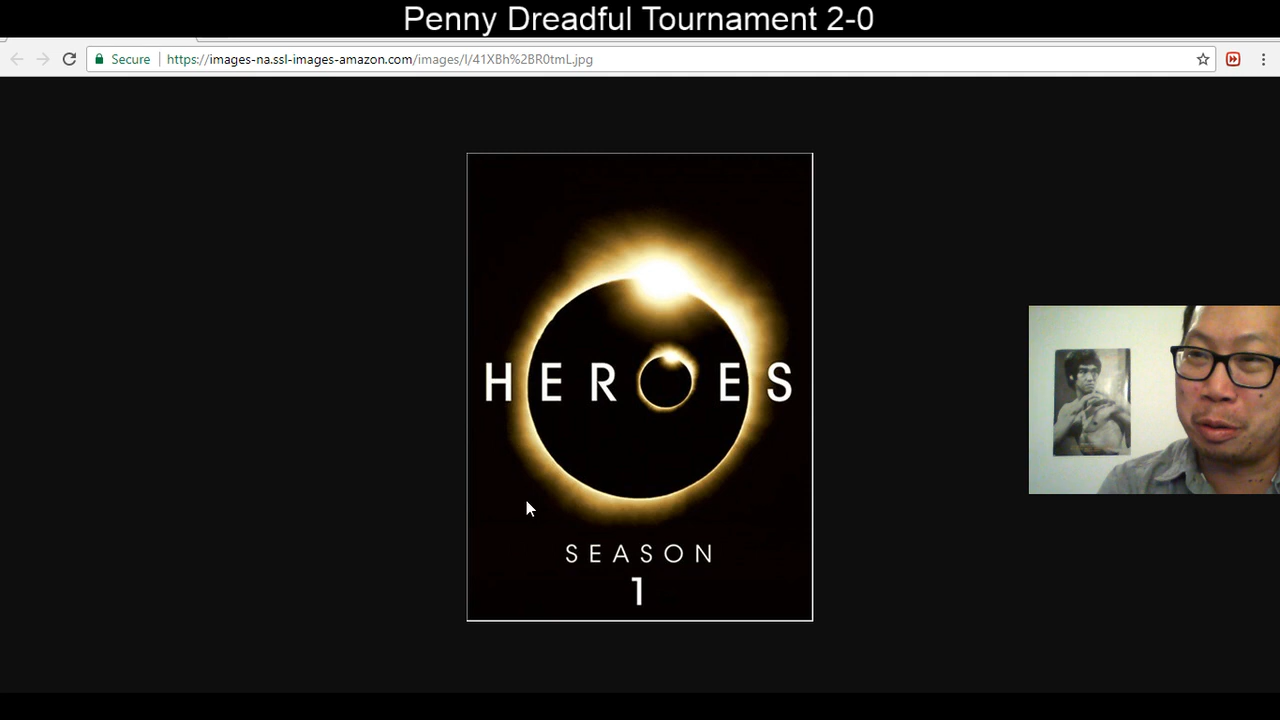 Penny Dreadful Tournament 2-0
Secure
https://images-na.ssl-images-amazon.com/images/I/41XBh%2BR0tmL.jpg
HEROES
SEASON
1